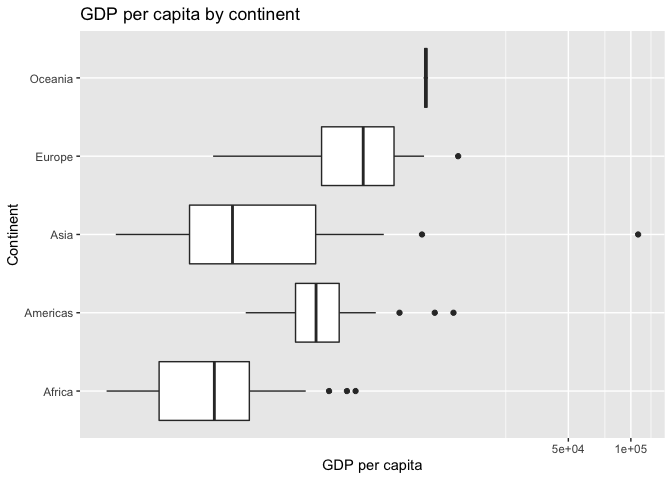 GDP per capita by continent
Oceania
Europe
Asia
Americas
Africa
Continent
5e+04 1e+05
GDP per capita